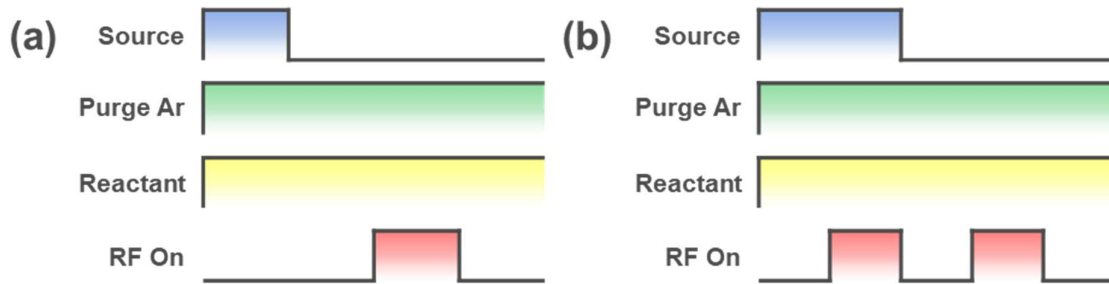 (a) Source
Purge Ar
Reactant
RF On
(b) Source
Purge Ar
Reactant
RF On